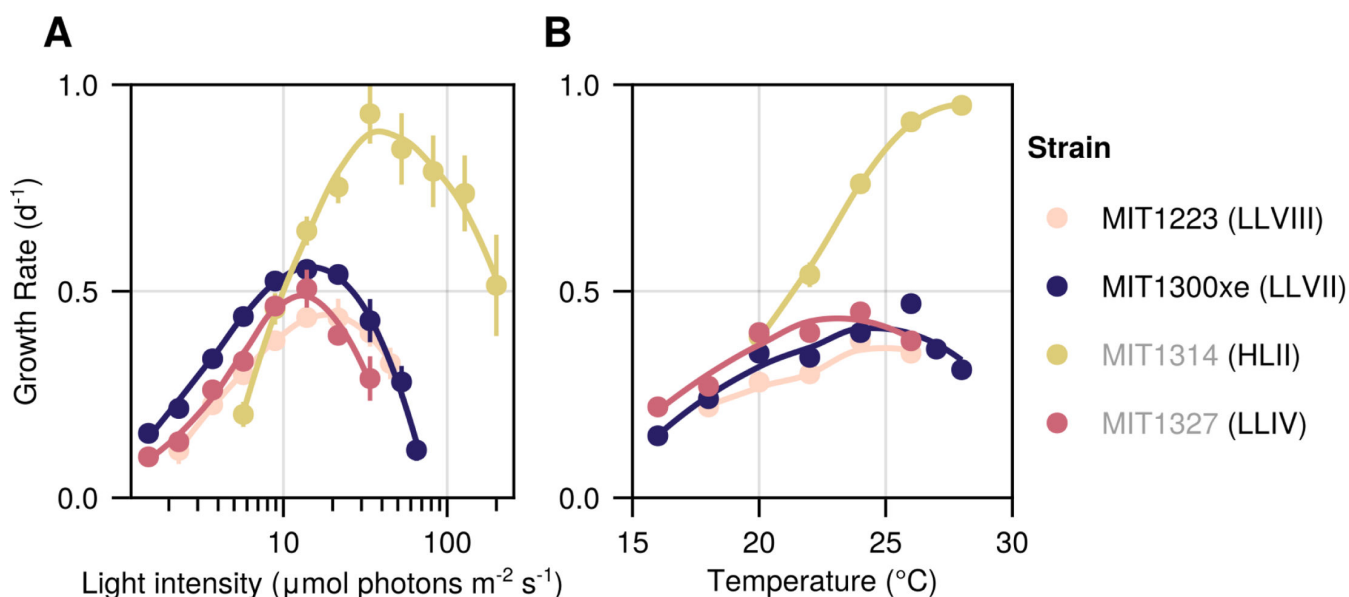 A
B
1.0
0.5
0.0
Growth Rate (d-1)
10
100
Light intensity (µmol photons m-2 s-1)
1.0
0.5
0.0
15
20
25
30
Temperature (°C)
Strain
MIT1223 (LLVIII)
MIT1300xe (LLVII)
MIT1314 (HLII)
MIT1327 (LLIV)